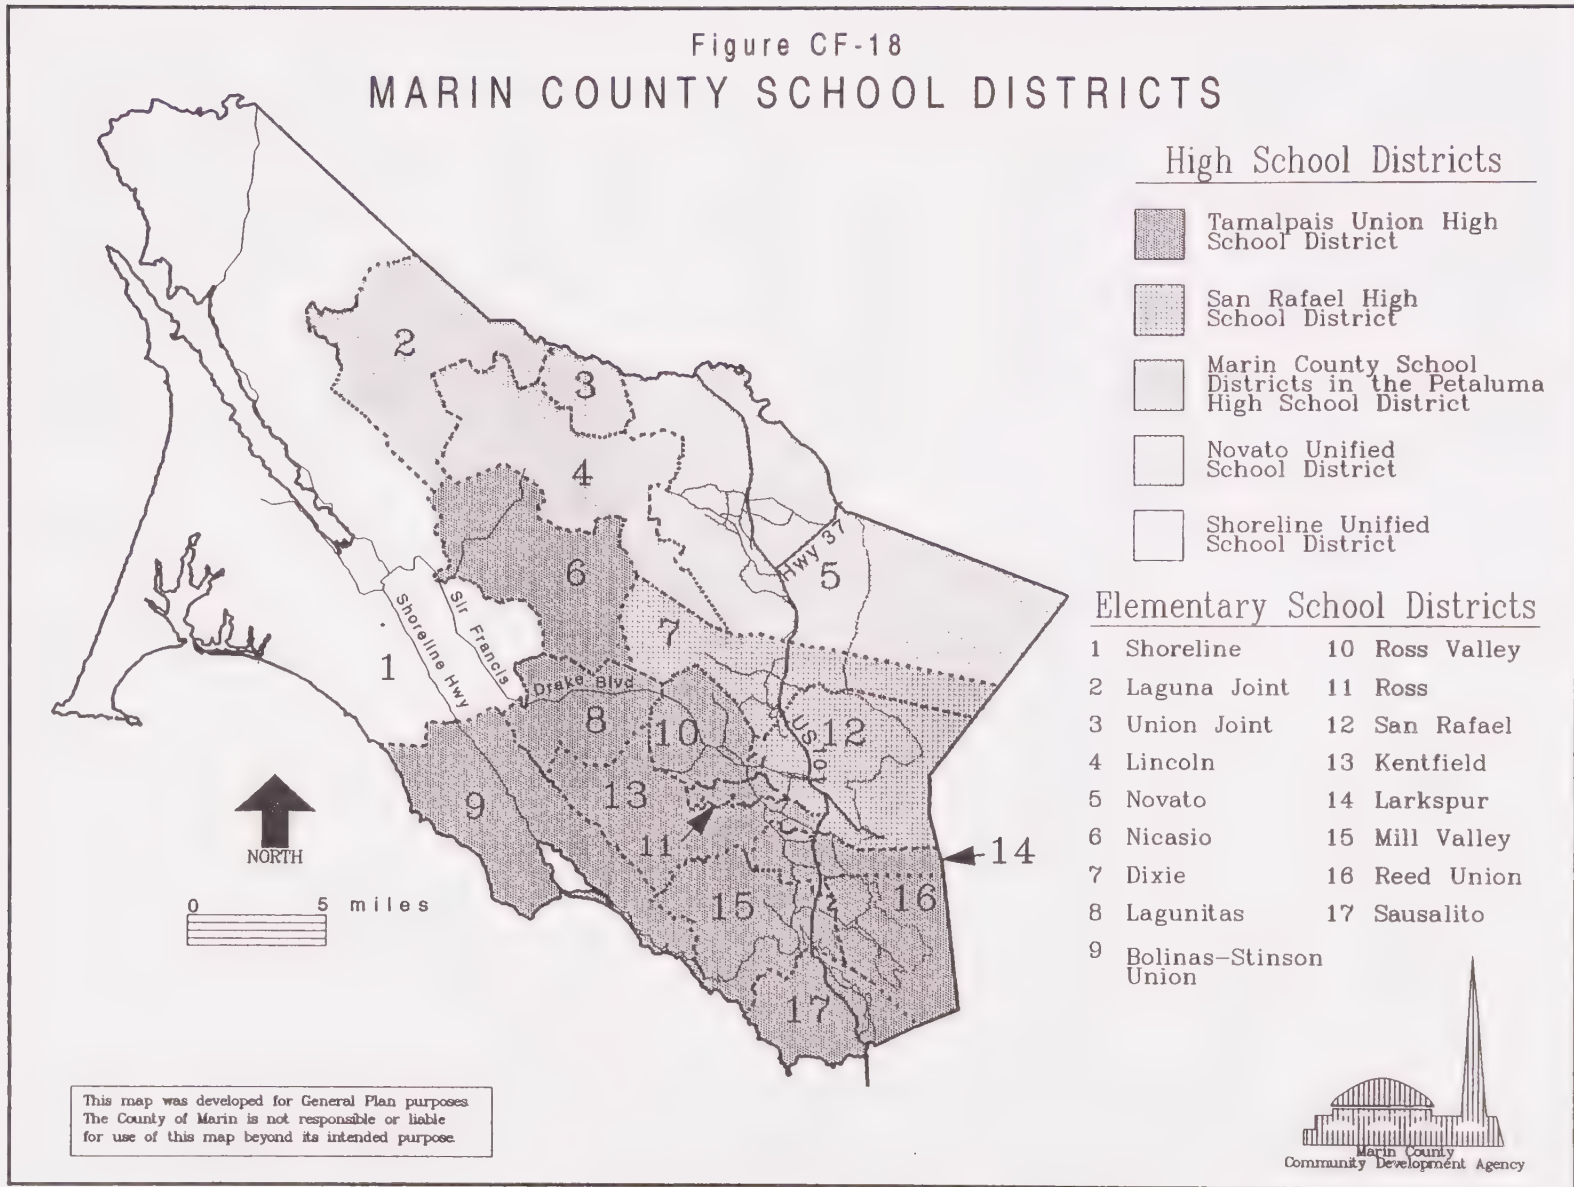 Figure CF-18
MARIN COUNTY SCHOOL DISTRICTS
High School Districts
Tamalpais Union High
School District
San Rafael High
School District
Marin County School
Districts in the Petaluma
High School District
Novato Unified
School District
Shoreline Unified
School District
Elementary School Districts
1 Shoreline
2 Laguna Joint
3 Union Joint
4 Lincoln
5 Novato
6 Nicasio
7 Dixie
8 Lagunitas
9 Bolinas-Stinson
Union
10 Ross Valley
11 Ross
12 San Rafael
13 Kentfield
14 Larkspur
15 Mill Valley
16 Reed Union
17 Sausalito
2
3
4
Hwy 37
5
6
7
Shoreline Hwy
Sir Francis
Drake Blvd
1
8
10
US 101
12
9
13
11
14
15
16
17
NORTH
0 5 miles
This map was developed for General Plan purposes.
The County of Marin is not responsible or liable
for use of this map beyond its intended purpose.
Marin County
Community Development Agency